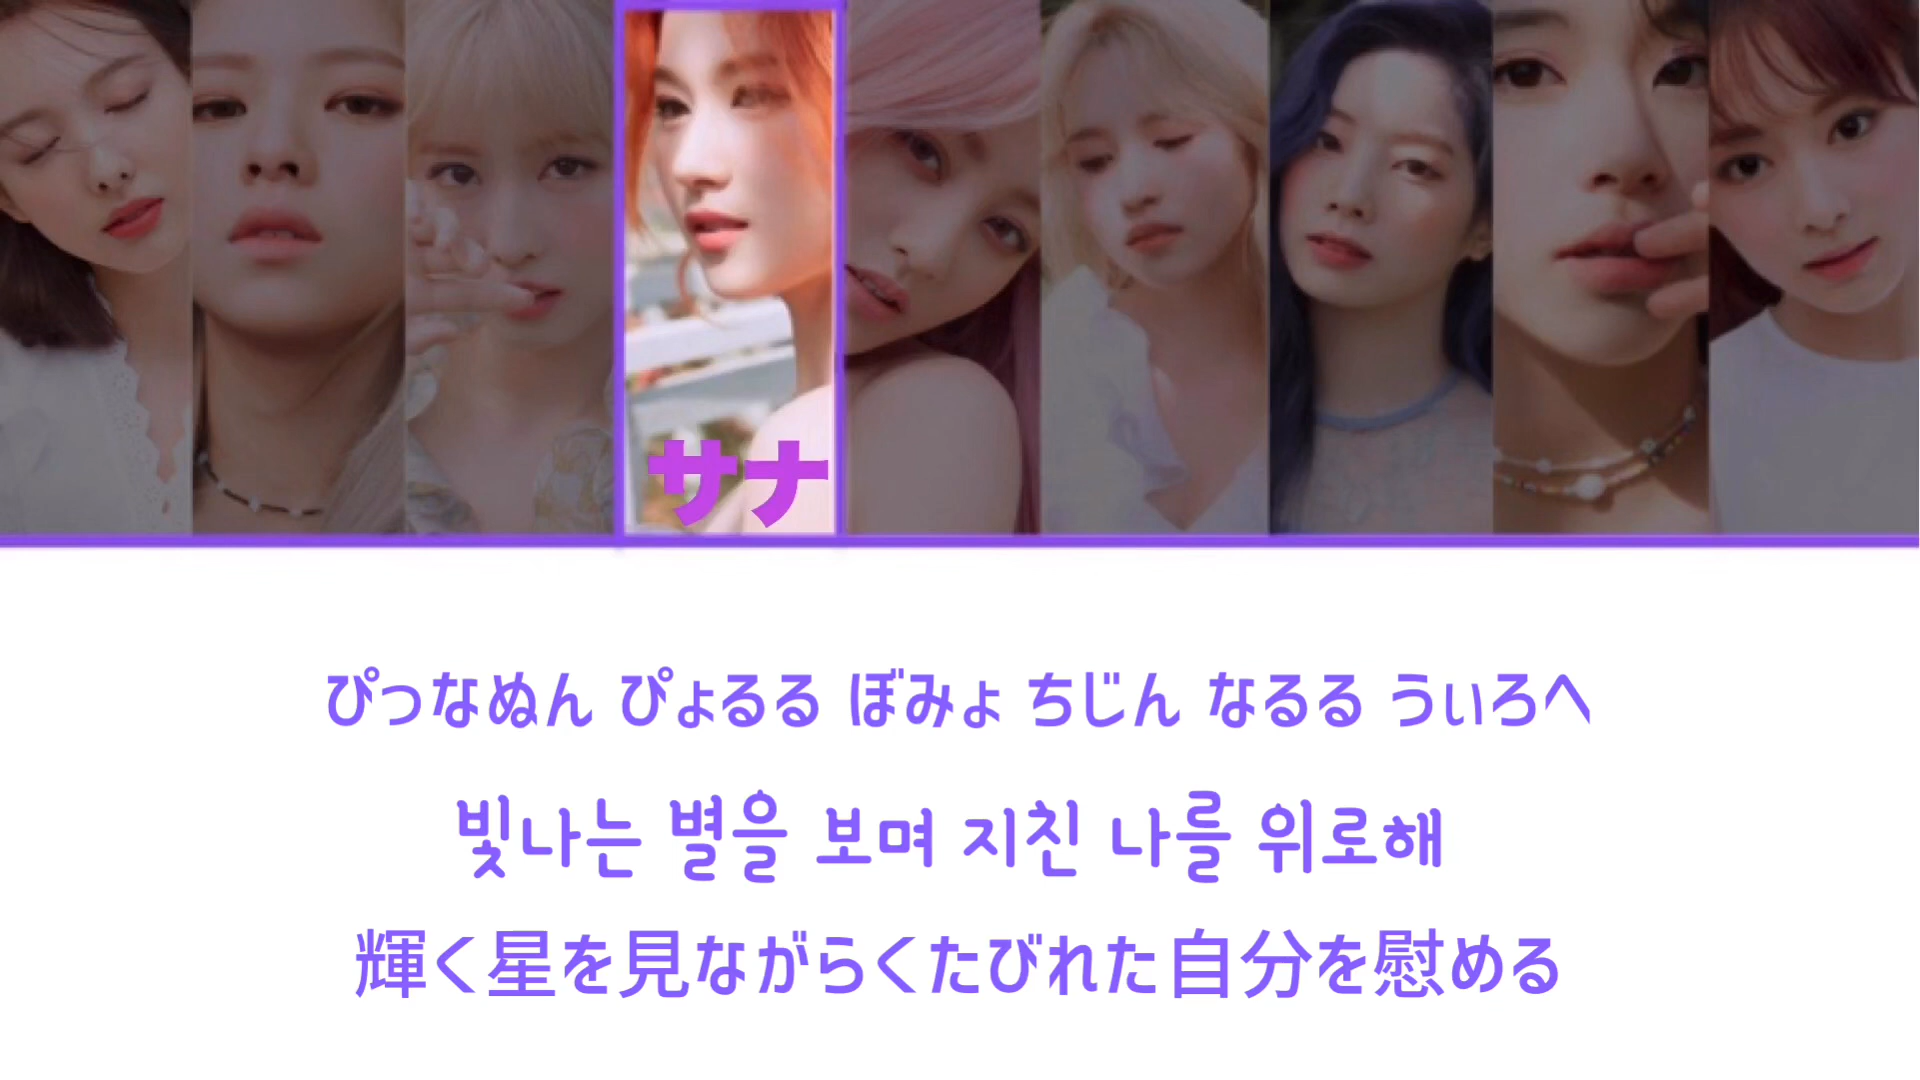 サナ
ぴっなぬん ぴょるる ぼみょ ちじん なるる うぃろへ
빛나는 별을 보며 지친 나를 위로해
輝く星を見ながらくたびれた自分を慰める